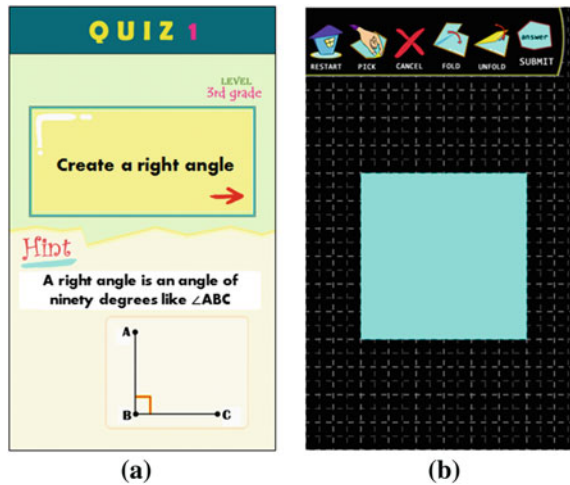 QUIZ 1
LEVEL
3rd grade
Create a right angle
Hint
A right angle is an angle of
ninety degrees like ∠ABC
A
B
C
(a)
RESTART
PICK
CANCEL
FOLD
UNFOLD
answer
SUBMIT
(b)